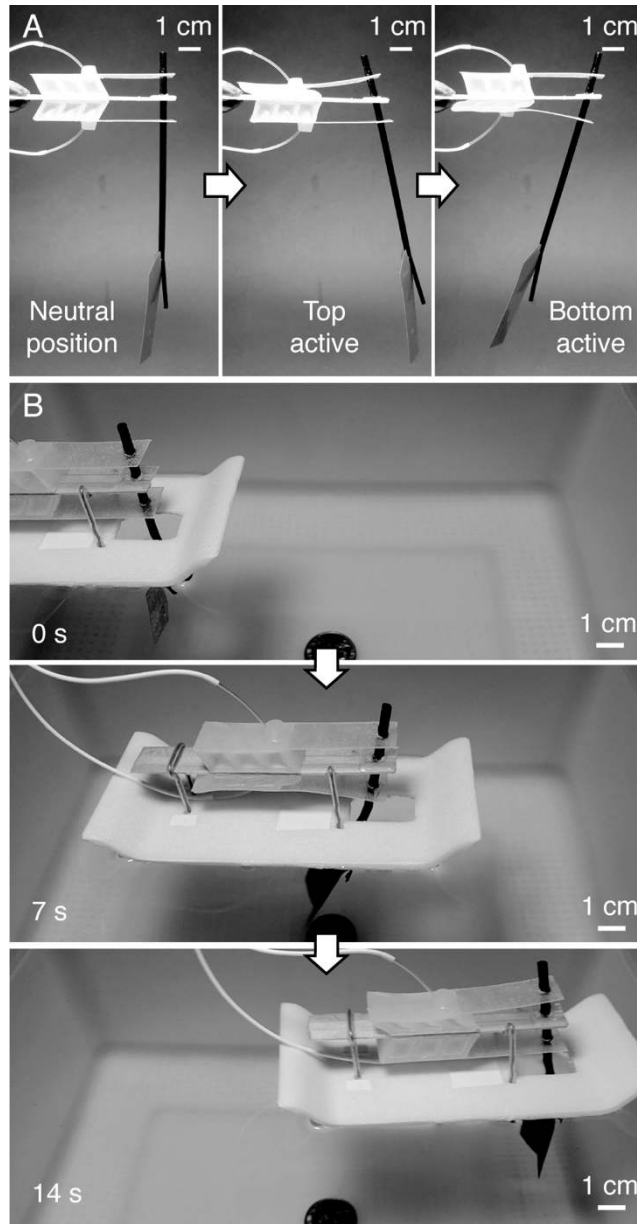 A
1 cm
1 cm
1 cm
Neutral
position
Top
active
Bottom
active
B
0 s
1 cm
7 s
1 cm
14 s
1 cm